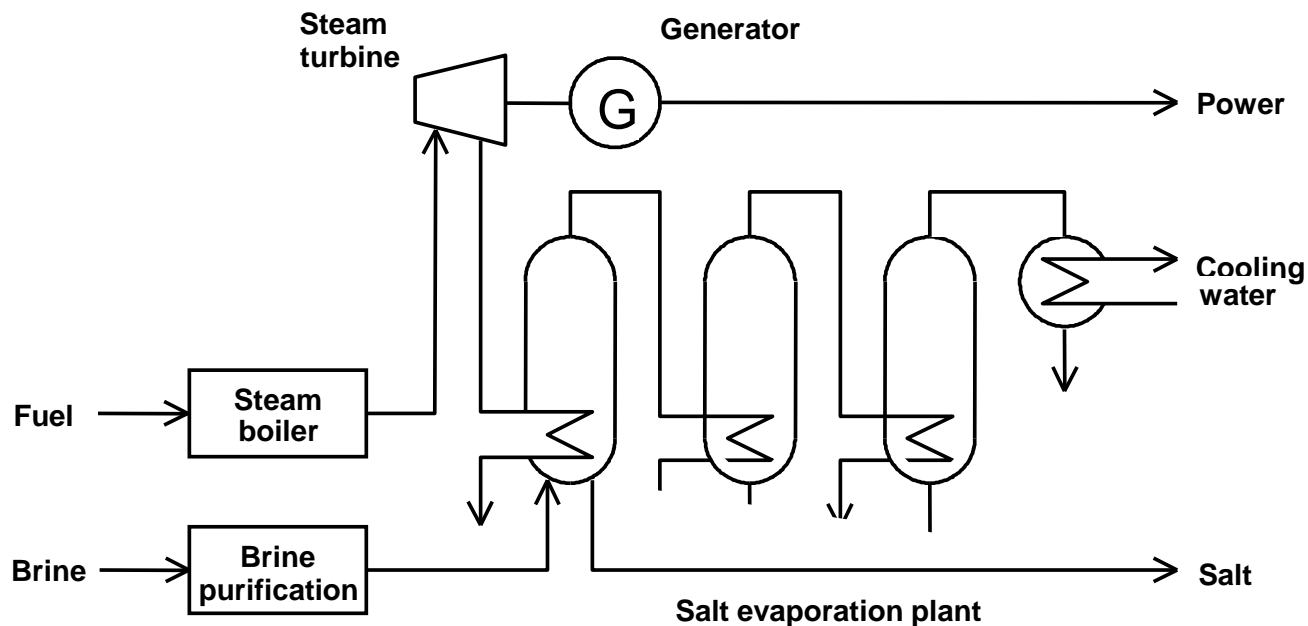 Steam
turbine
Generator
G
Power
Cooling
water
Fuel
Steam
boiler
Brine
Brine
purification
Salt
Salt evaporation plant